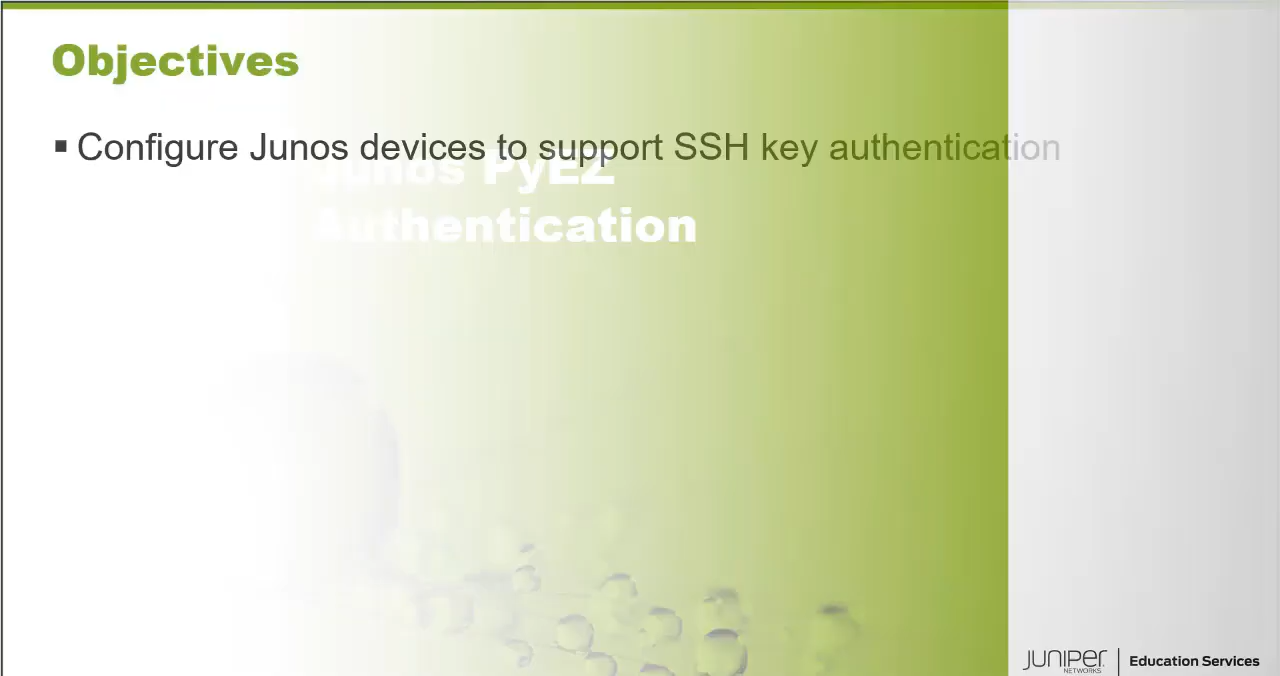 Objectives
▪ Configure Junos devices to support SSH key authentication
Junos PyEZ
Authentication
JUNIPER
NETWORKS
Education Services